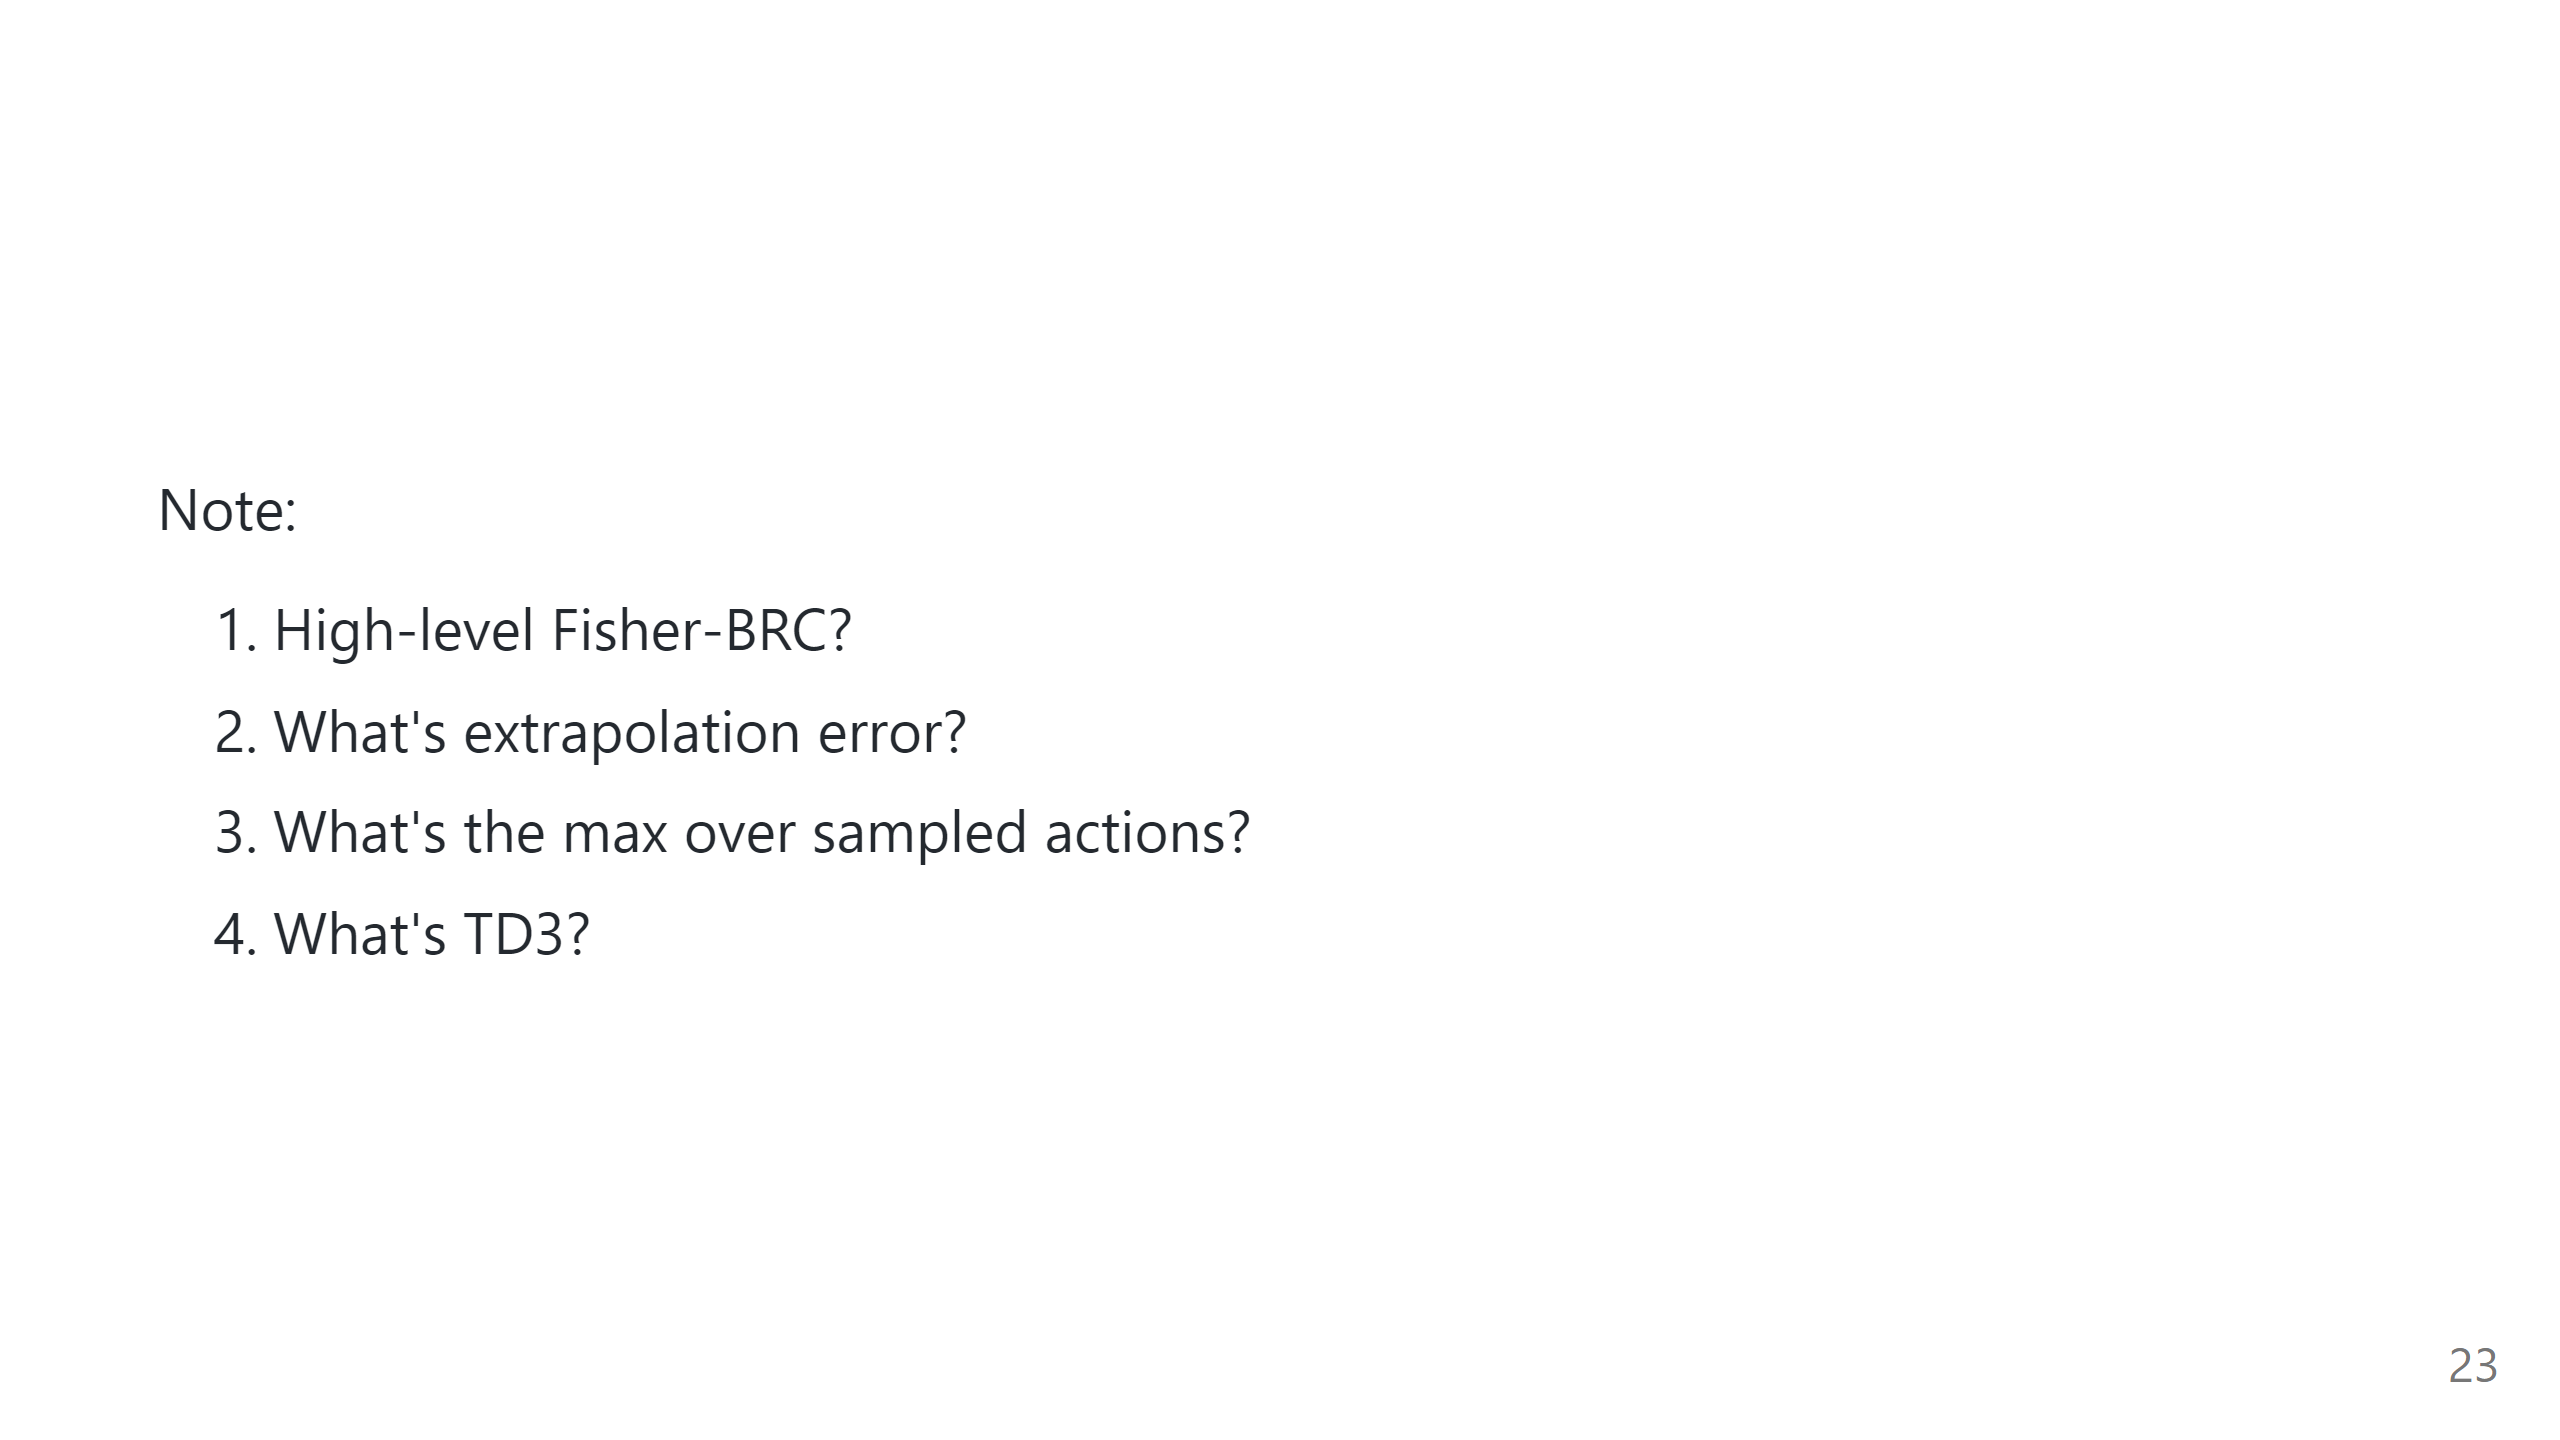 Note:
1. High-level Fisher-BRC?
2. What's extrapolation error?
3. What's the max over sampled actions?
4. What's TD3?
23